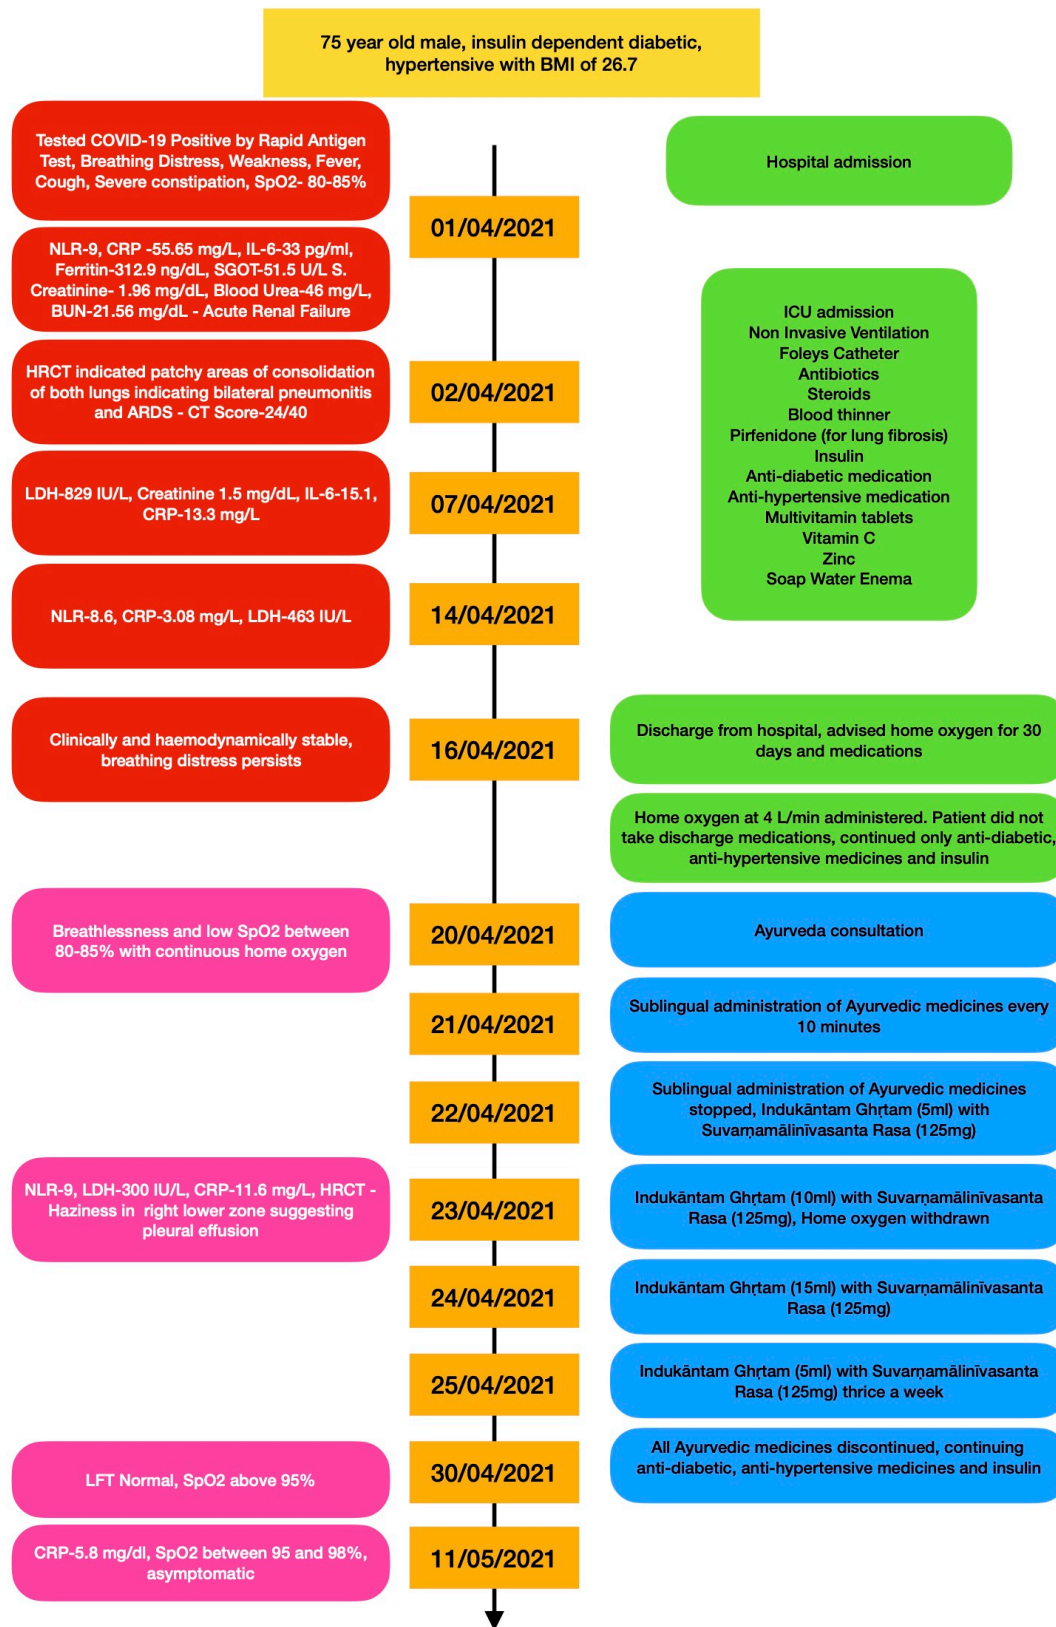 75 year old male, insulin dependent diabetic,
hypertensive with BMI of 26.7
Tested COVID-19 Positive by Rapid Antigen
Test, Breathing Distress, Weakness, Fever,
Cough, Severe constipation, SpO2- 80-85%
Hospital admission
01/04/2021
NLR-9, CRP -55.65 mg/L, IL-6-33 pg/ml,
Ferritin-312.9 ng/dL, SGOT-51.5 U/L S.
Creatinine- 1.96 mg/dL, Blood Urea-46 mg/L,
BUN-21.56 mg/dL - Acute Renal Failure
ICU admission
Non Invasive Ventilation
Foleys Catheter
Antibiotics
Steroids
Blood thinner
Pirfenidone (for lung fibrosis)
Insulin
Anti-diabetic medication
Anti-hypertensive medication
Multivitamin tablets
Vitamin C
Zinc
Soap Water Enema
HRCT indicated patchy areas of consolidation
of both lungs indicating bilateral pneumonitis
and ARDS - CT Score-24/40
02/04/2021
LDH-829 IU/L, Creatinine 1.5 mg/dL, IL-6-15.1,
CRP-13.3 mg/L
07/04/2021
NLR-8.6, CRP-3.08 mg/L, LDH-463 IU/L
14/04/2021
Clinically and haemodynamically stable,
breathing distress persists
16/04/2021
Discharge from hospital, advised home oxygen for 30
days and medications
Home oxygen at 4 L/min administered. Patient did not
take discharge medications, continued only anti-diabetic,
anti-hypertensive medicines and insulin
Breathlessness and low SpO2 between
80-85% with continuous home oxygen
20/04/2021
Ayurveda consultation
21/04/2021
Sublingual administration of Ayurvedic medicines every
10 minutes
22/04/2021
Sublingual administration of Ayurvedic medicines
stopped, Indukāntam Ghṛtam (5ml) with
Suvarṇamālinīvasanta Rasa (125mg)
NLR-9, LDH-300 IU/L, CRP-11.6 mg/L, HRCT -
Haziness in right lower zone suggesting
pleural effusion
23/04/2021
Indukāntam Ghṛtam (10ml) with Suvarṇamālinīvasanta
Rasa (125mg), Home oxygen withdrawn
24/04/2021
Indukāntam Ghṛtam (15ml) with Suvarṇamālinīvasanta
Rasa (125mg)
25/04/2021
Indukāntam Ghṛtam (5ml) with Suvarṇamālinīvasanta
Rasa (125mg) thrice a week
LFT Normal, SpO2 above 95%
30/04/2021
All Ayurvedic medicines discontinued, continuing
anti-diabetic, anti-hypertensive medicines and insulin
CRP-5.8 mg/dl, SpO2 between 95 and 98%,
asymptomatic
11/05/2021